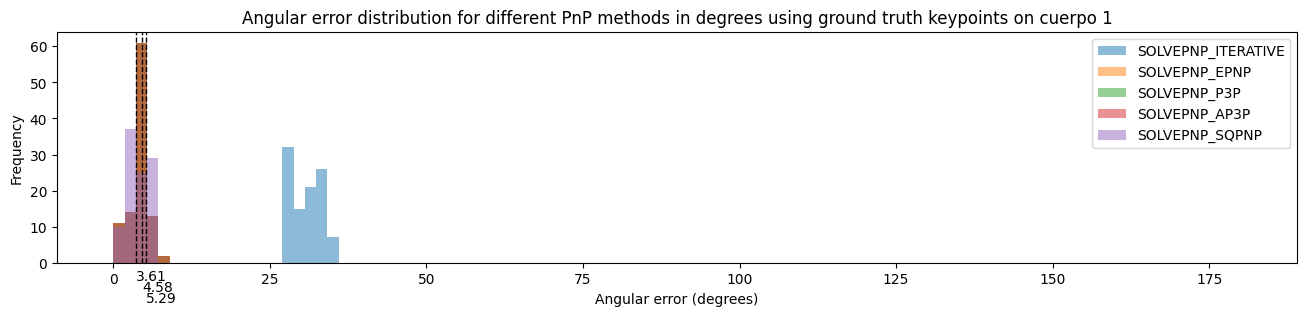 Angular error distribution for different PnP methods in degrees using ground truth keypoints on cuerpo 1
Frequency
60
50
40
30
20
10
0
SOLVEPNP_ITERATIVE
SOLVEPNP_EPNP
SOLVEPNP_P3P
SOLVEPNP_AP3P
SOLVEPNP_SQPNP
0 25 50 75 100 125 150 175
3.61
4.58
5.29
Angular error (degrees)